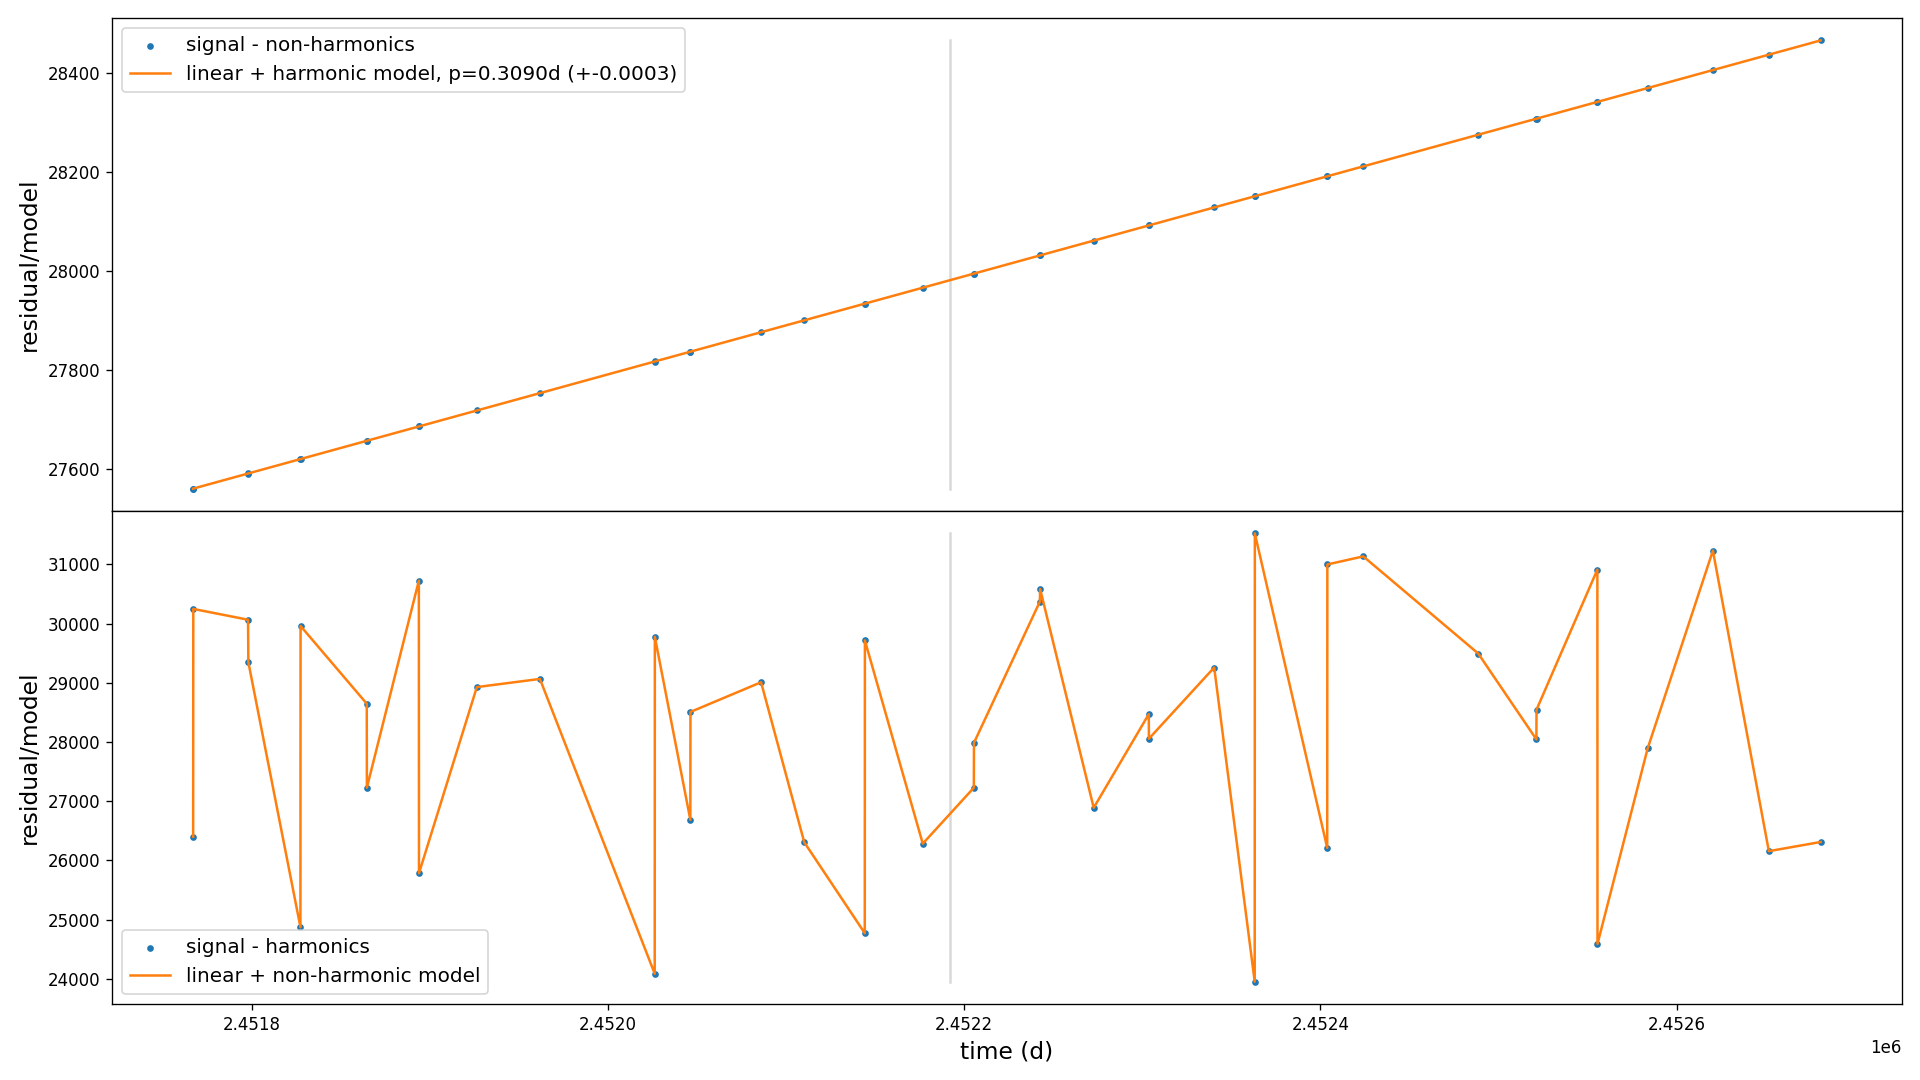 signal - non-harmonics
linear + harmonic model, p=0.3090d (+-0.0003)
residual/model
28400
28200
28000
27800
27600
residual/model
31000
30000
29000
28000
27000
26000
25000
24000
signal - harmonics
linear + non-harmonic model
2.4518
2.4520
2.4522
2.4524
2.4526
time (d)
1e6